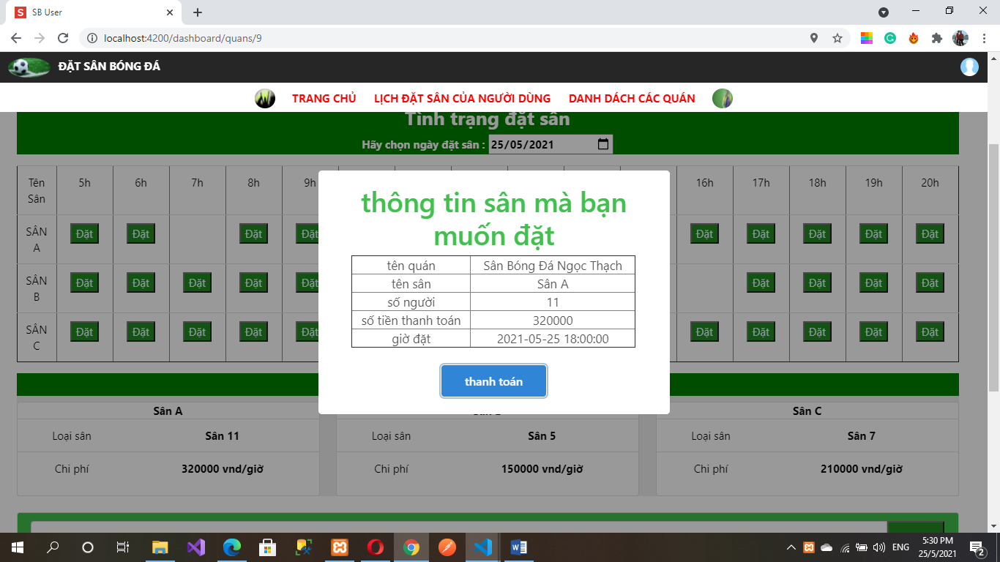 SB User
localhost:4200/dashboard/quans/9
ĐẶT SÂN BÓNG ĐÁ
TRANG CHỦ LỊCH ĐẶT SÂN CỦA NGƯỜI DÙNG DANH DÁCH CÁC QUÁN
Tình trạng đặt sân
Hãy chọn ngày đặt sân : 25/05/2021
Tên Sân 5h 6h 7h 8h 9h 16h 17h 18h 19h 20h
SÂN A Đặt Đặt Đặt Đặt Đặt Đặt Đặt Đặt Đặt
SÂN B Đặt Đặt Đặt Đặt Đặt Đặt Đặt Đặt Đặt
SÂN C Đặt Đặt Đặt Đặt Đặt Đặt Đặt Đặt Đặt Đặt
thông tin sân mà bạn
muốn đặt
tên quán Sân Bóng Đá Ngọc Thạch
tên sân Sân A
số người 11
số tiền thanh toán 320000
giờ đặt 2021-05-25 18:00:00
thanh toán
Sân A Sân C
Loại sân Sân 11 Loại sân Sân 5 Loại sân Sân 7
Chi phí 320000 vnd/giờ Chi phí 150000 vnd/giờ Chi phí 210000 vnd/giờ
ENG
5:30 PM
25/5/2021
2